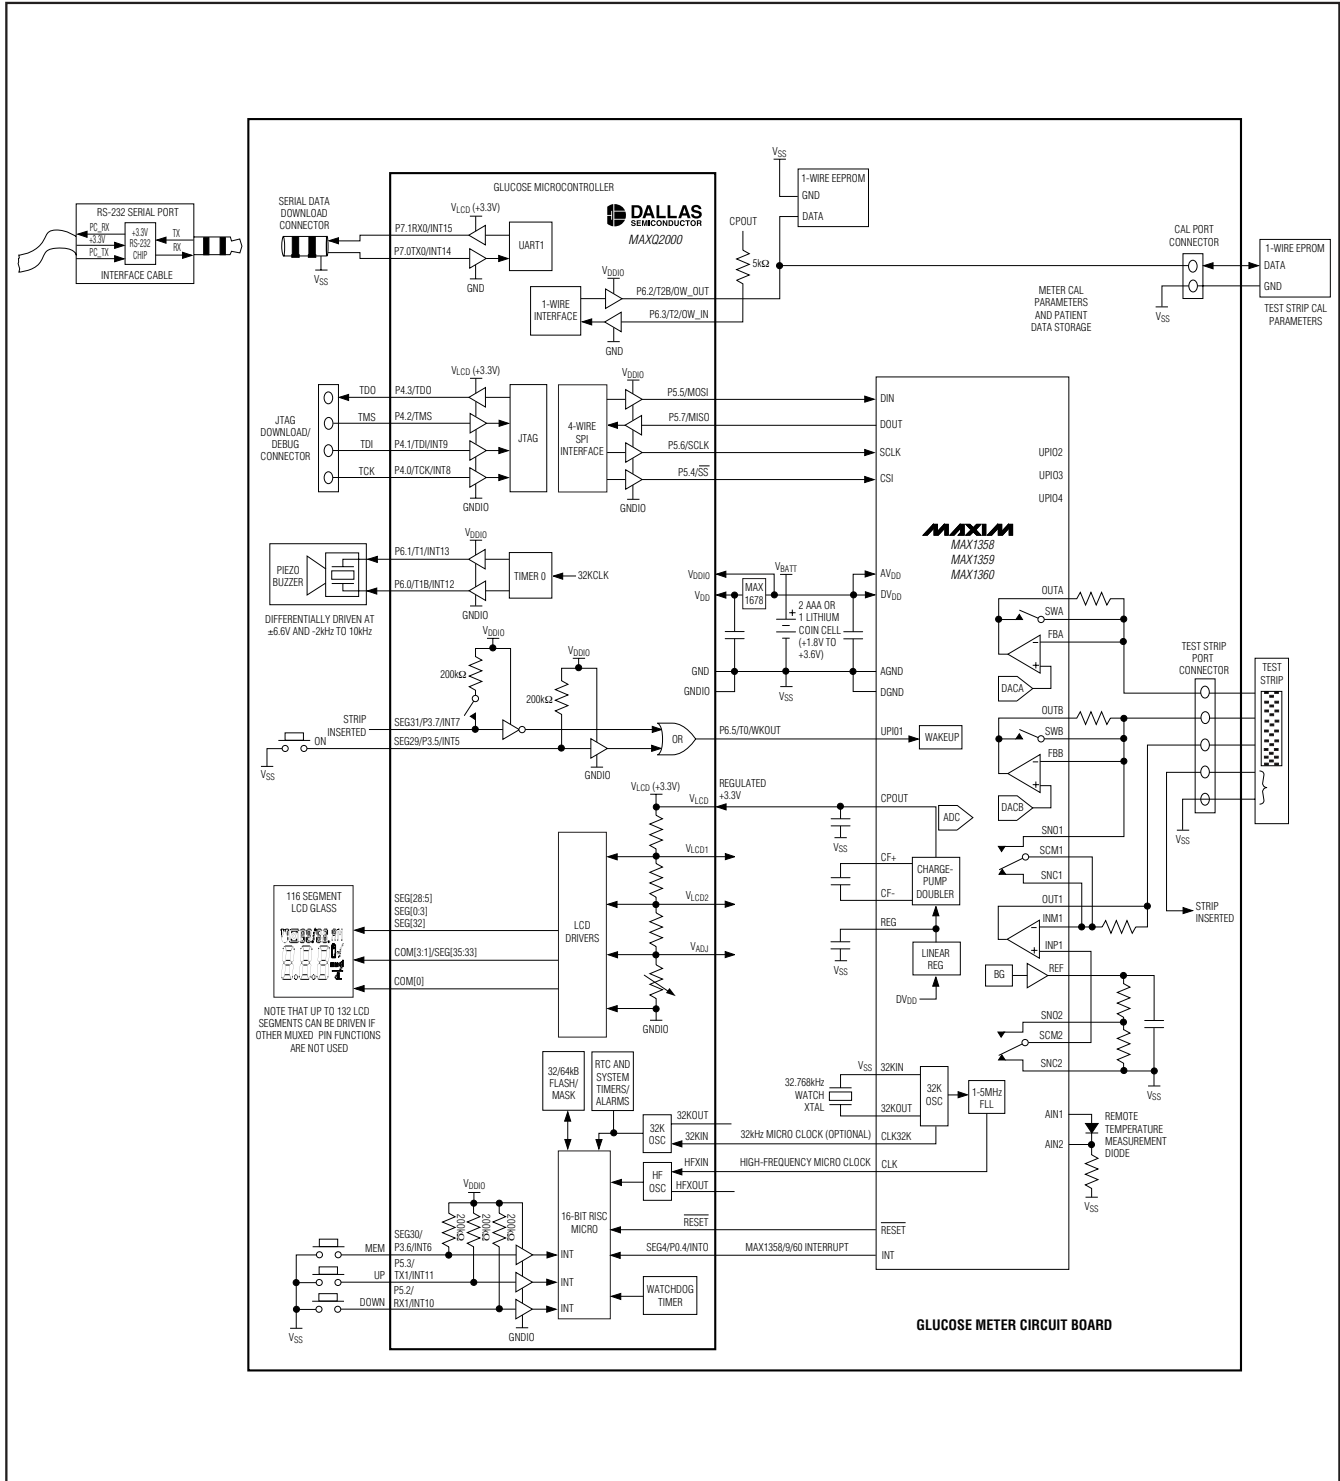 RS-232 SERIAL PORT
PC_RX
+3.3V
PC_TX
+3.3V
RS-232
CHIP
TX
RX
INTERFACE CABLE
SERIAL DATA
DOWNLOAD
CONNECTOR
VSS
GLUCOSE MICROCONTROLLER
DALLAS
SEMICONDUCTOR
MAXQ2000
VLCD (+3.3V)
P7.1RX0/INT15
P7.0TX0/INT14
UART1
GND
VDDIO
1-WIRE
INTERFACE
P6.2/T2B/OW_OUT
P6.3/T2/OW_IN
GND
VSS
1-WIRE EEPROM
GND
DATA
CPOUT
5kΩ
METER CAL
PARAMETERS
AND PATIENT
DATA STORAGE
CAL PORT
CONNECTOR
VSS
1-WIRE EPROM
DATA
GND
TEST STRIP CAL
PARAMETERS
JTAG
DOWNLOAD/
DEBUG
CONNECTOR
TDO
TMS
TDI
TCK
P4.3/TDO
P4.2/TMS
P4.1/TDI/INT9
P4.0/TCK/INT8
VLCD (+3.3V)
JTAG
GNDIO
4-WIRE
SPI
INTERFACE
VDDIO
P5.5/MOSI
P5.7/MISO
P5.6/SCLK
P5.4/SS
GNDIO
DIN
DOUT
SCLK
CSI
UPIO2
UPIO3
UPIO4
MAXIM
MAX1358
MAX1359
MAX1360
PIEZO
BUZZER
DIFFERENTIALLY DRIVEN AT
±6.6V AND -2kHz TO 10kHz
P6.1/T1/INT13
P6.0/T1B/INT12
VDDIO
TIMER 0
32KCLK
GNDIO
VDDIO
VDD
GND
GNDIO
MAX
1678
VBATT
+
2 AAA OR
1 LITHIUM
COIN CELL
(+1.8V TO
+3.6V)
VSS
AVDD
DVDD
AGND
DGND
OUTA
SWA
FBA
DACA
OUTB
SWB
FBB
DACB
TEST STRIP
PORT
CONNECTOR
TEST
STRIP
VSS
STRIP
INSERTED
STRIP
INSERTED
ON
VSS
SEG31/P3.7/INT7
SEG29/P3.5/INT5
VDDIO
200kΩ
VDDIO
200kΩ
GNDIO
OR
P6.5/T0/WKOUT
UPIO1
WAKEUP
VLCD (+3.3V)
VLCD
REGULATED
+3.3V
VLCD1
VLCD2
VADJ
GNDIO
LCD
DRIVERS
116 SEGMENT
LCD GLASS
SEG[28:5]
SEG[0:3]
SEG[32]
COM[3:1]/SEG[35:33]
COM[0]
NOTE THAT UP TO 132 LCD
SEGMENTS CAN BE DRIVEN IF
OTHER MUXED PIN FUNCTIONS
ARE NOT USED
CPOUT
VSS
CF+
CF-
REG
VSS
ADC
CHARGE-
PUMP
DOUBLER
LINEAR
REG
DVDD
SNO1
SCM1
SNC1
OUT1
INM1
INP1
BG
REF
SNO2
SCM2
SNC2
VSS
AIN1
AIN2
REMOTE
TEMPERATURE
MEASUREMENT
DIODE
VSS
32/64kB
FLASH/
MASK
RTC AND
SYSTEM
TIMERS/
ALARMS
32K
OSC
32KOUT
32KIN
HF
OSC
HFXIN
HFXOUT
32kHz MICRO CLOCK (OPTIONAL)
HIGH-FREQUENCY MICRO CLOCK
32.768kHz
WATCH
XTAL
VSS
32KIN
32KOUT
CLK32K
CLK
32K
OSC
1-5MHz
FLL
16-BIT RISC
MICRO
INT
INT
INT
RESET
SEG4/P0.4/INTO
MAX1358/9/60 INTERRUPT
RESET
INT
WATCHDOG
TIMER
VDDIO
200kΩ
200kΩ
200kΩ
MEM
UP
DOWN
SEG30/
P3.6/INT6
P5.3/
TX1/INT11
P5.2/
RX1/INT10
VSS
GNDIO
GLUCOSE METER CIRCUIT BOARD